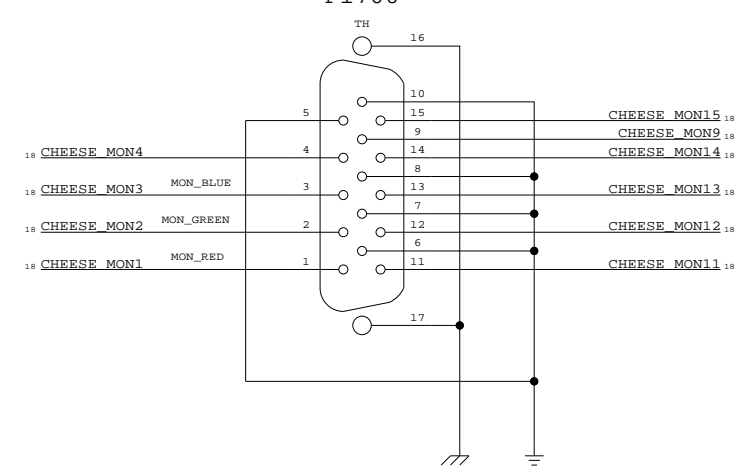 TH
16
10
5
15
CHEESE_MON15 18
9
CHEESE_MON9 18
18 CHEESE_MON4
4
14
CHEESE_MON14 18
8
18 CHEESE_MON3
MON_BLUE
3
13
CHEESE_MON13 18
7
18 CHEESE_MON2
MON_GREEN
2
12
CHEESE_MON12 18
6
18 CHEESE_MON1
MON_RED
1
11
CHEESE_MON11 18
17